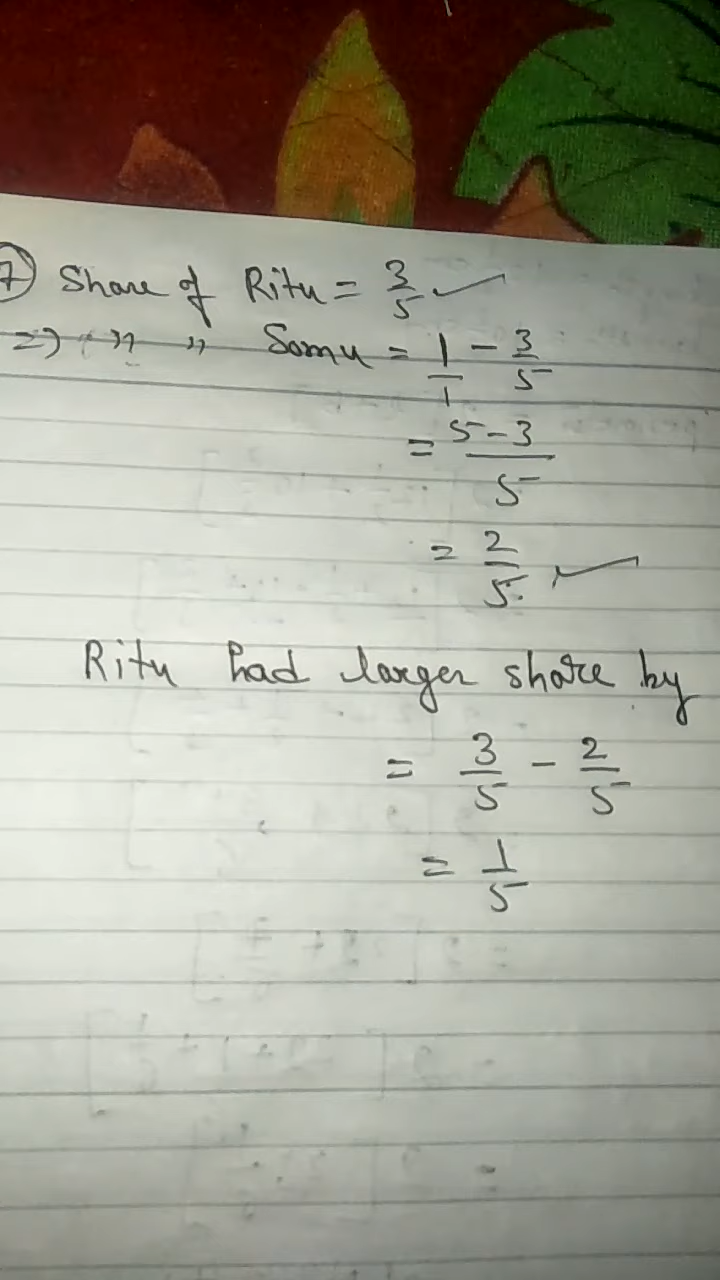 7 Share of Ritu = 3/5 ✓
=> " " Somu = 1/1 - 3/5
= 5-3/5
= 2/5 ✓
Ritu had larger share by
= 3/5 - 2/5
= 1/5